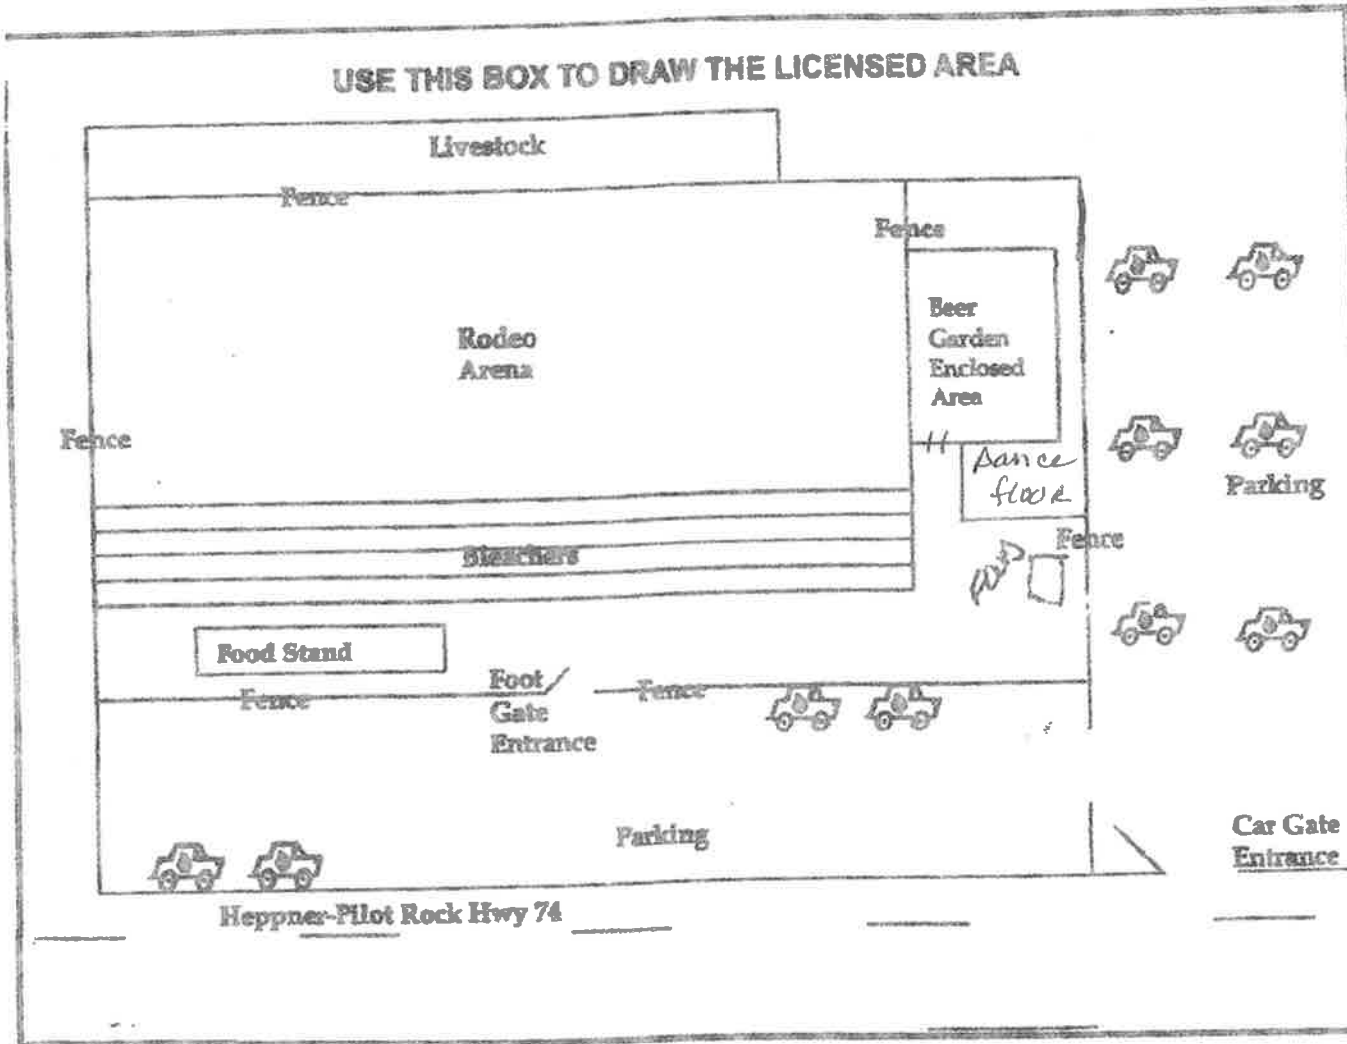 USE THIS BOX TO DRAW THE LICENSED AREA
Livestock
Fence
Fence
Rodeo
Arena
Beer
Garden
Enclosed
Area
Fence
Dance
floor
Parking
Bleachers
Fence
Food Stand
Fence
Foot
Gate
Entrance
Fence
Parking
Car Gate
Entrance
Heppner-Pilot Rock Hwy 74